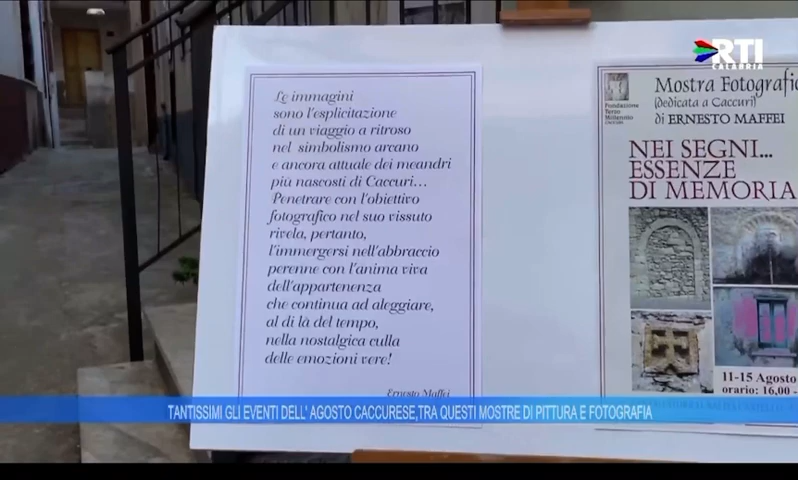 RTI
CALABRIA
Le immagini
sono l'esplicitazione
di un viaggio a ritroso
nel simbolismo arcano
e ancora attuale dei meandri
più nascosti di Caccuri...
Penetrare con l'obiettivo
fotografico nel suo vissuto
rivela, pertanto,
l'immergersi nell'abbraccio
perenne con l'anima viva
dell'appartenenza
che continua ad aleggiare,
al di là del tempo,
nella nostalgica culla
delle emozioni vere!
Ernesto Maffei
Fondazione
Terzo
Millennio
CACCURI
Mostra Fotografic
(dedicata a Caccuri)
di ERNESTO MAFFEI
NEI SEGNI...
ESSENZE
DI MEMORIA
11-15 Agosto
orario: 16,00 -
TANTISSIMI GLI EVENTI DELL' AGOSTO CACCURESE,TRA QUESTI MOSTRE DI PITTURA E FOTOGRAFIA